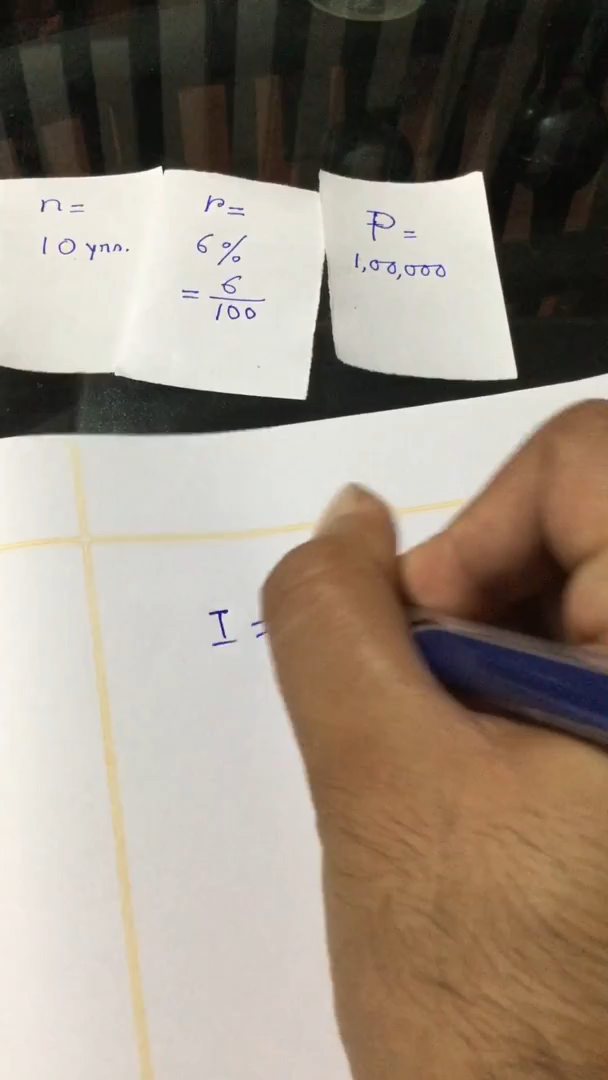 n =
10 yrs.
r =
6%
= 6/100
P =
1,00,000
I =